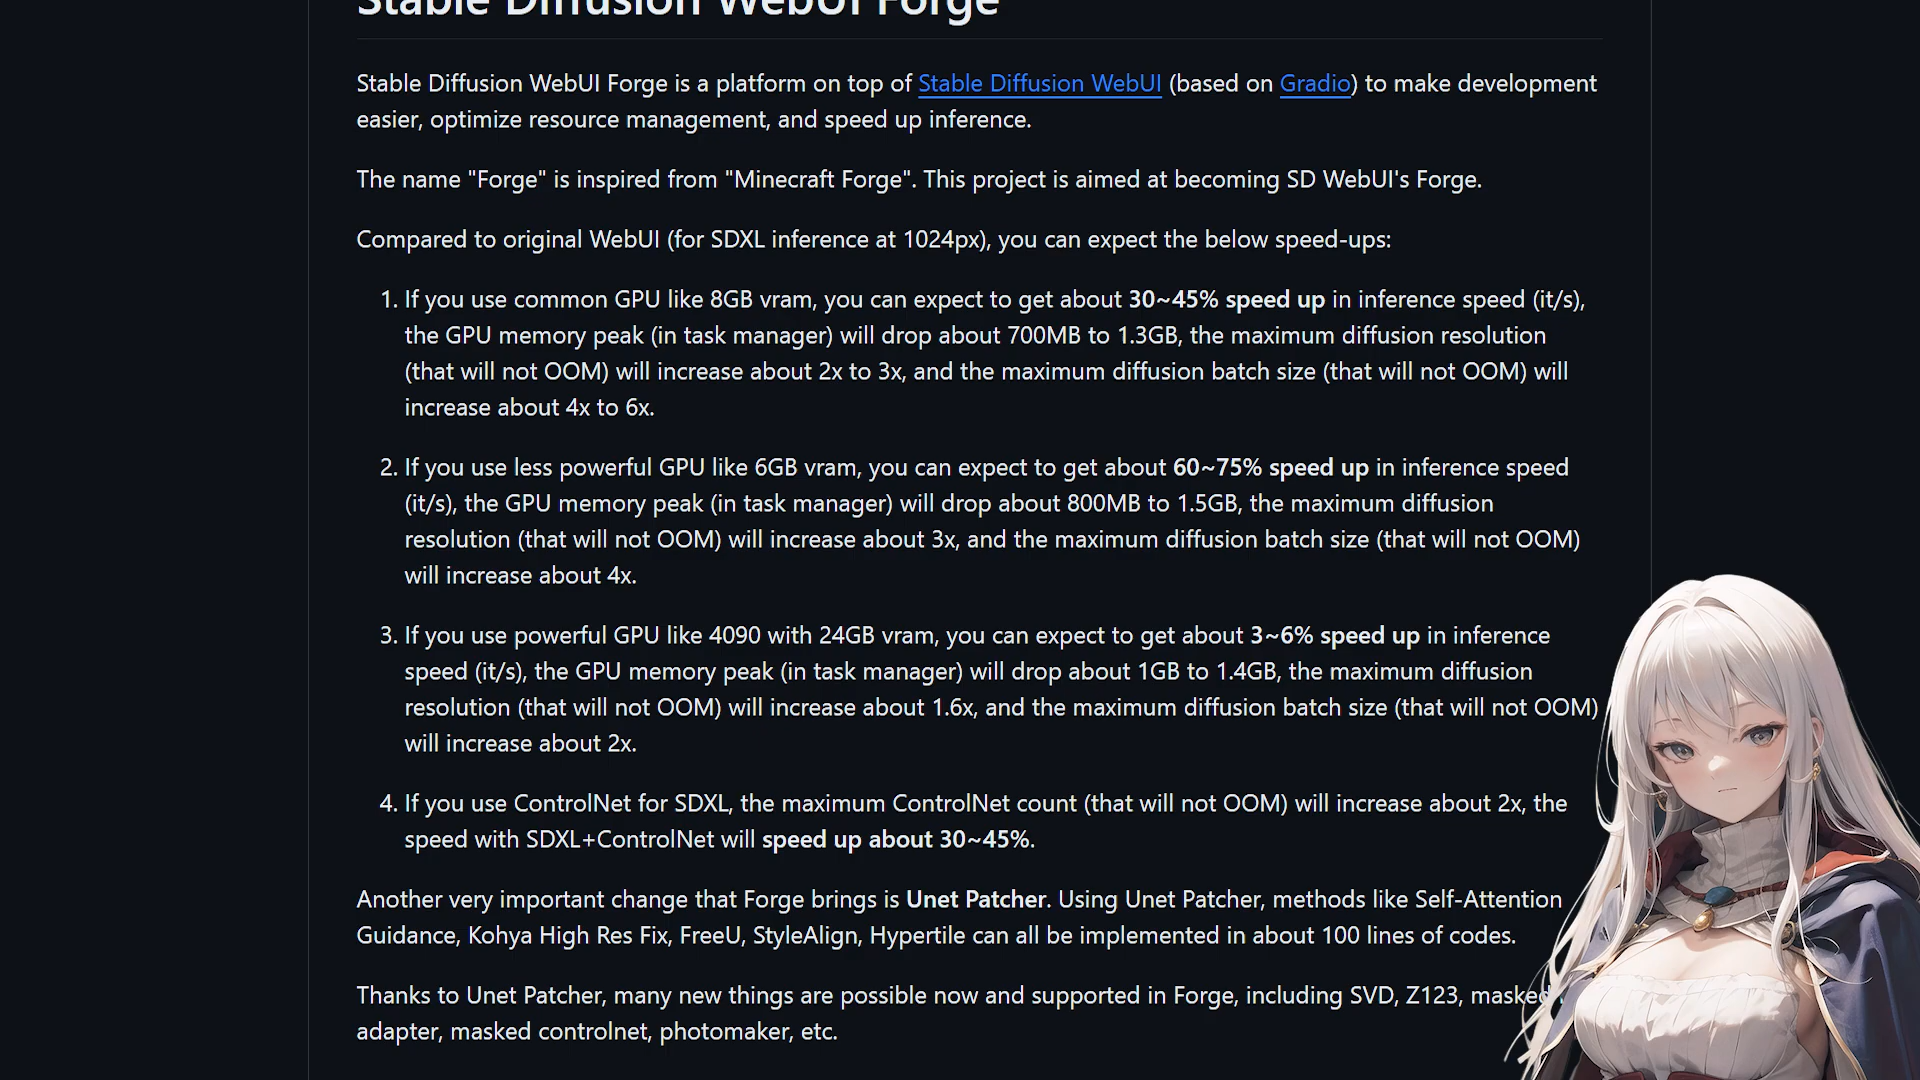 Stable Diffusion WebUI Forge
Stable Diffusion WebUI Forge is a platform on top of Stable Diffusion WebUI (based on Gradio) to make development
easier, optimize resource management, and speed up inference.
The name "Forge" is inspired from "Minecraft Forge". This project is aimed at becoming SD WebUI's Forge.
Compared to original WebUI (for SDXL inference at 1024px), you can expect the below speed-ups:
1. If you use common GPU like 8GB vram, you can expect to get about 30~45% speed up in inference speed (it/s),
the GPU memory peak (in task manager) will drop about 700MB to 1.3GB, the maximum diffusion resolution
(that will not OOM) will increase about 2x to 3x, and the maximum diffusion batch size (that will not OOM) will
increase about 4x to 6x.
2. If you use less powerful GPU like 6GB vram, you can expect to get about 60~75% speed up in inference speed
(it/s), the GPU memory peak (in task manager) will drop about 800MB to 1.5GB, the maximum diffusion
resolution (that will not OOM) will increase about 3x, and the maximum diffusion batch size (that will not OOM)
will increase about 4x.
3. If you use powerful GPU like 4090 with 24GB vram, you can expect to get about 3~6% speed up in inference
speed (it/s), the GPU memory peak (in task manager) will drop about 1GB to 1.4GB, the maximum diffusion
resolution (that will not OOM) will increase about 1.6x, and the maximum diffusion batch size (that will not OOM)
will increase about 2x.
4. If you use ControlNet for SDXL, the maximum ControlNet count (that will not OOM) will increase about 2x, the
speed with SDXL+ControlNet will speed up about 30~45%.
Another very important change that Forge brings is Unet Patcher. Using Unet Patcher, methods like Self-Attention
Guidance, Kohya High Res Fix, FreeU, StyleAlign, Hypertile can all be implemented in about 100 lines of codes.
Thanks to Unet Patcher, many new things are possible now and supported in Forge, including SVD, Z123, masked
adapter, masked controlnet, photomaker, etc.